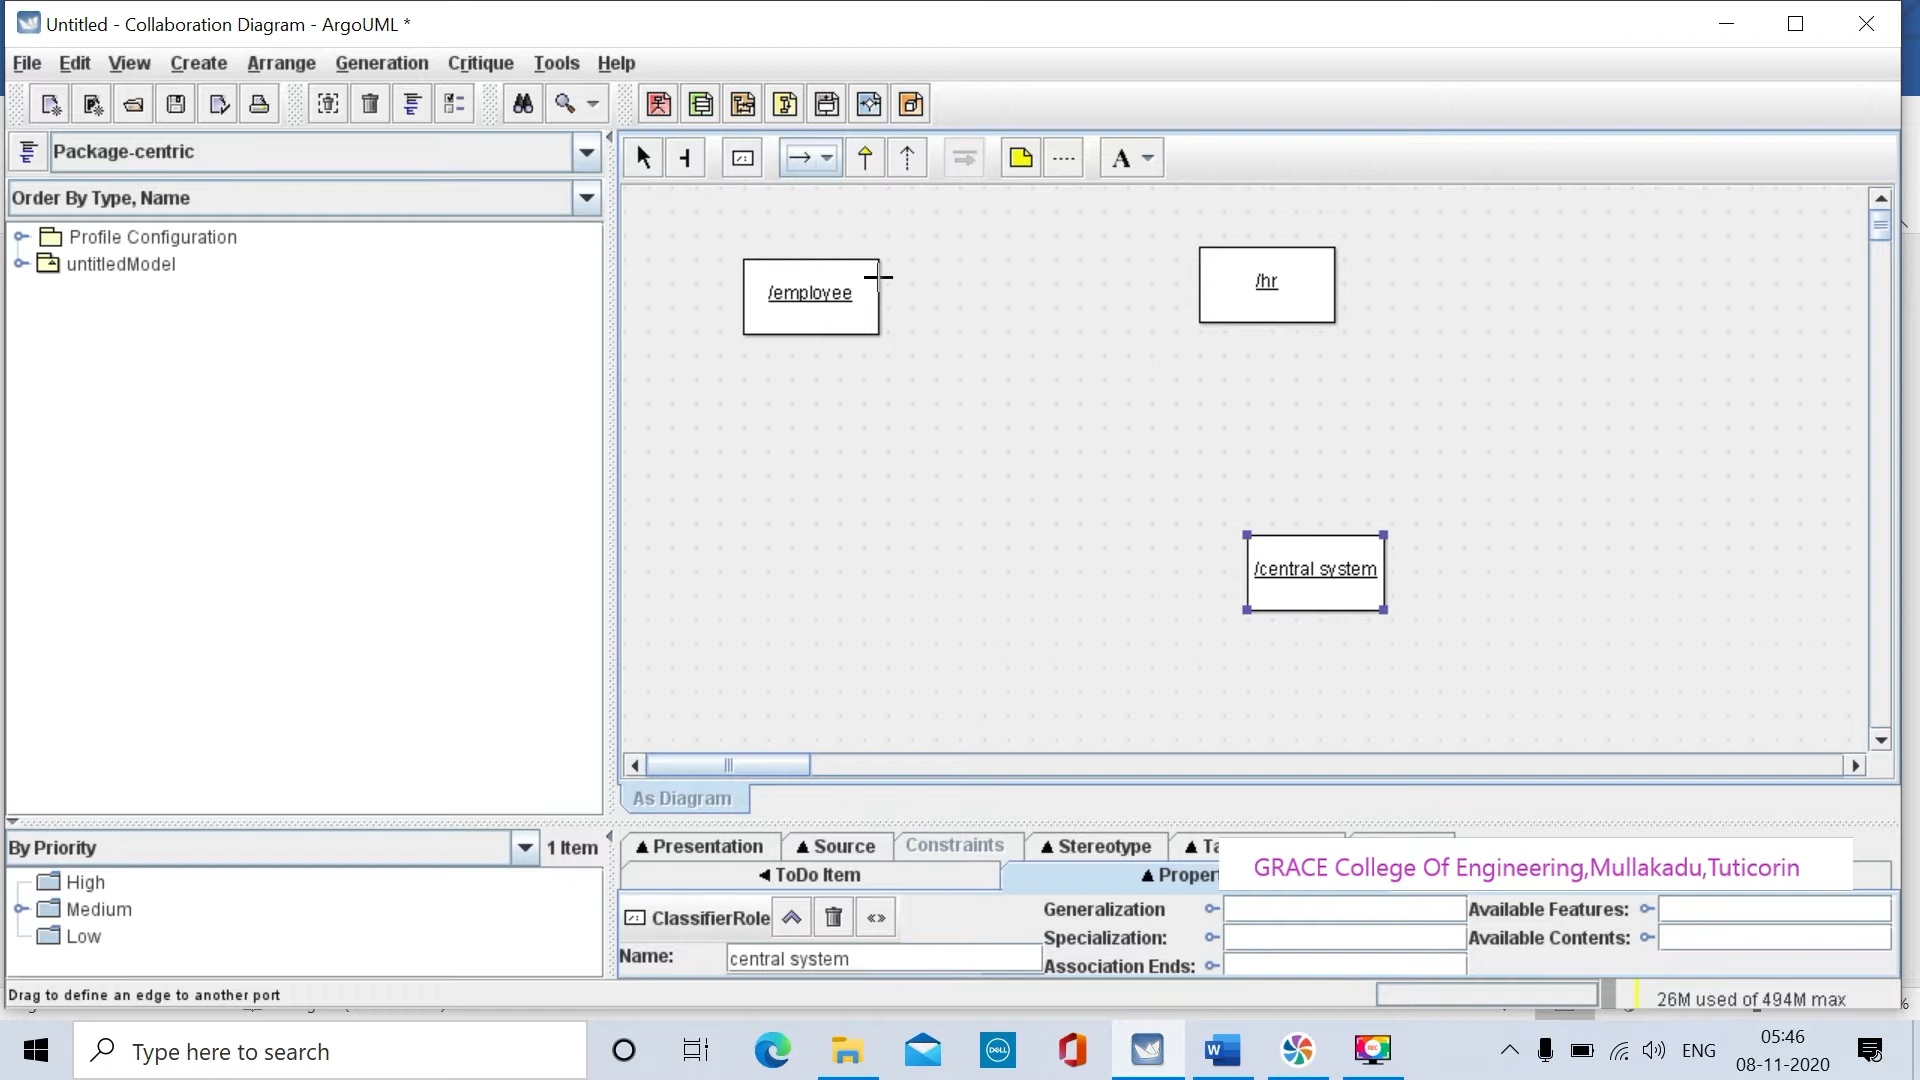 Untitled - Collaboration Diagram - ArgoUML *
File Edit View Create Arrange Generation Critique Tools Help
Package-centric
A
Order By Type, Name
Profile Configuration
untitledModel
/employee
/hr
/central system
As Diagram
By Priority
1 Item
High
Medium
Low
Presentation
Source
Constraints
Stereotype
ToDo Item
GRACE College Of Engineering,Mullakadu,Tuticorin
ClassifierRole
Name: central system
Generalization
Specialization:
Association Ends:
Available Features:
Available Contents:
Drag to define an edge to another port
26M used of 494M max
Type here to search
DELL
ENG
05:46
08-11-2020